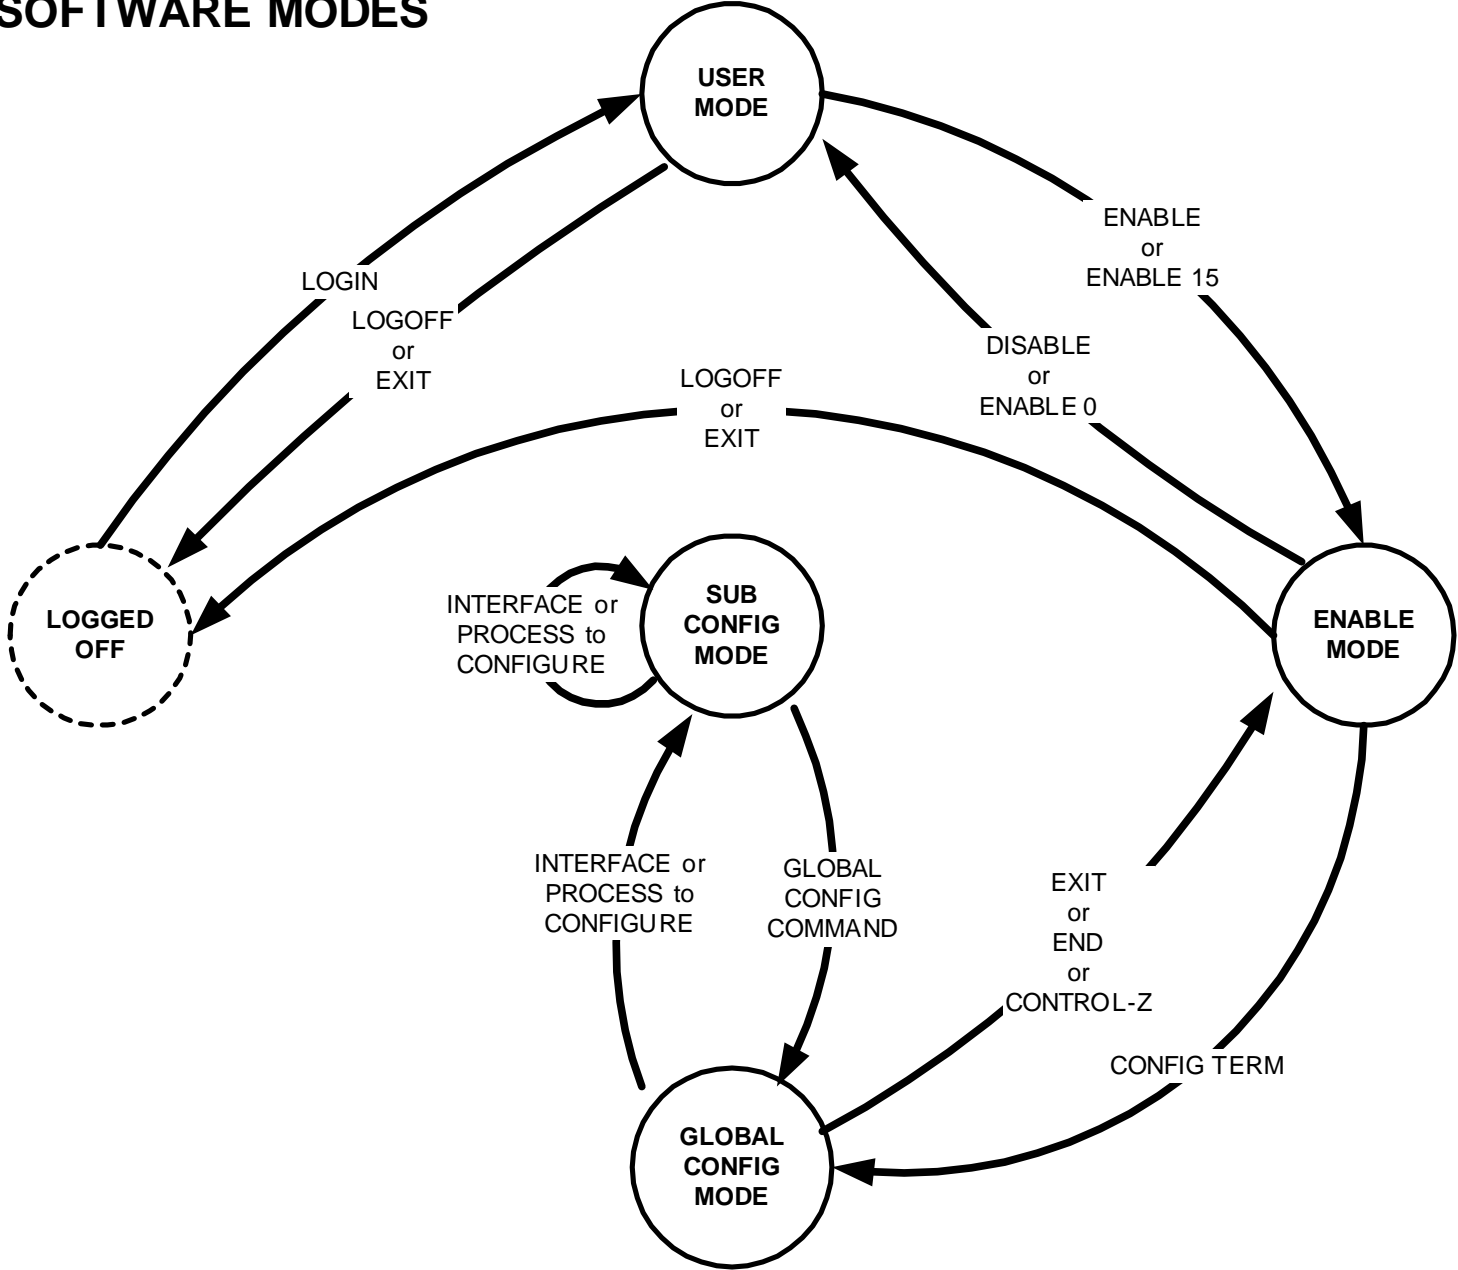 SOFTWARE MODES
USER
MODE
ENABLE
or
ENABLE 15
LOGIN
LOGOFF
or
EXIT
DISABLE
or
ENABLE 0
LOGOFF
or
EXIT
LOGGED
OFF
INTERFACE or
PROCESS to
CONFIGURE
SUB
CONFIG
MODE
ENABLE
MODE
INTERFACE or
PROCESS to
CONFIGURE
GLOBAL
CONFIG
COMMAND
EXIT
or
END
or
CONTROL-Z
CONFIG TERM
GLOBAL
CONFIG
MODE